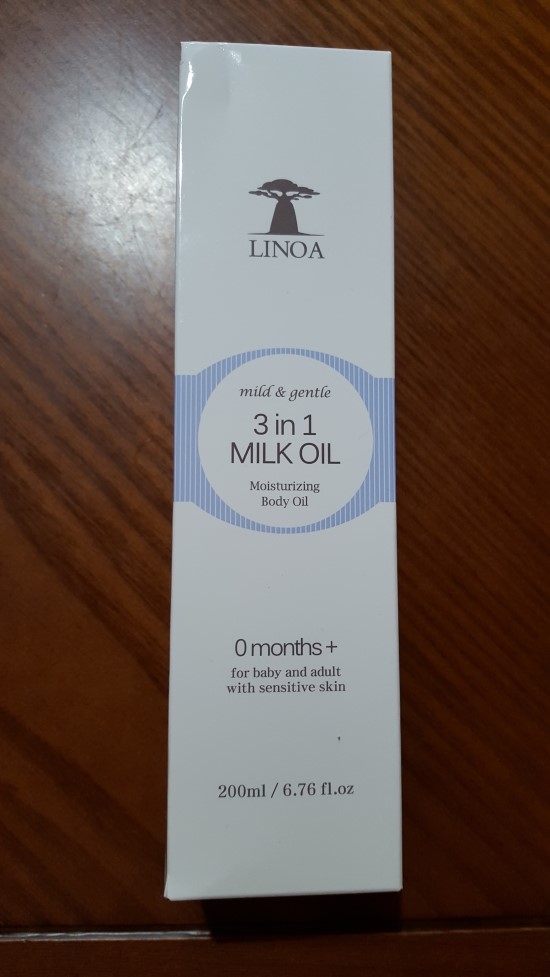 LINOA
mild & gentle
3 in 1
MILK OIL
Moisturizing
Body Oil
0 months +
for baby and adult
with sensitive skin
200ml / 6.76 fl.oz